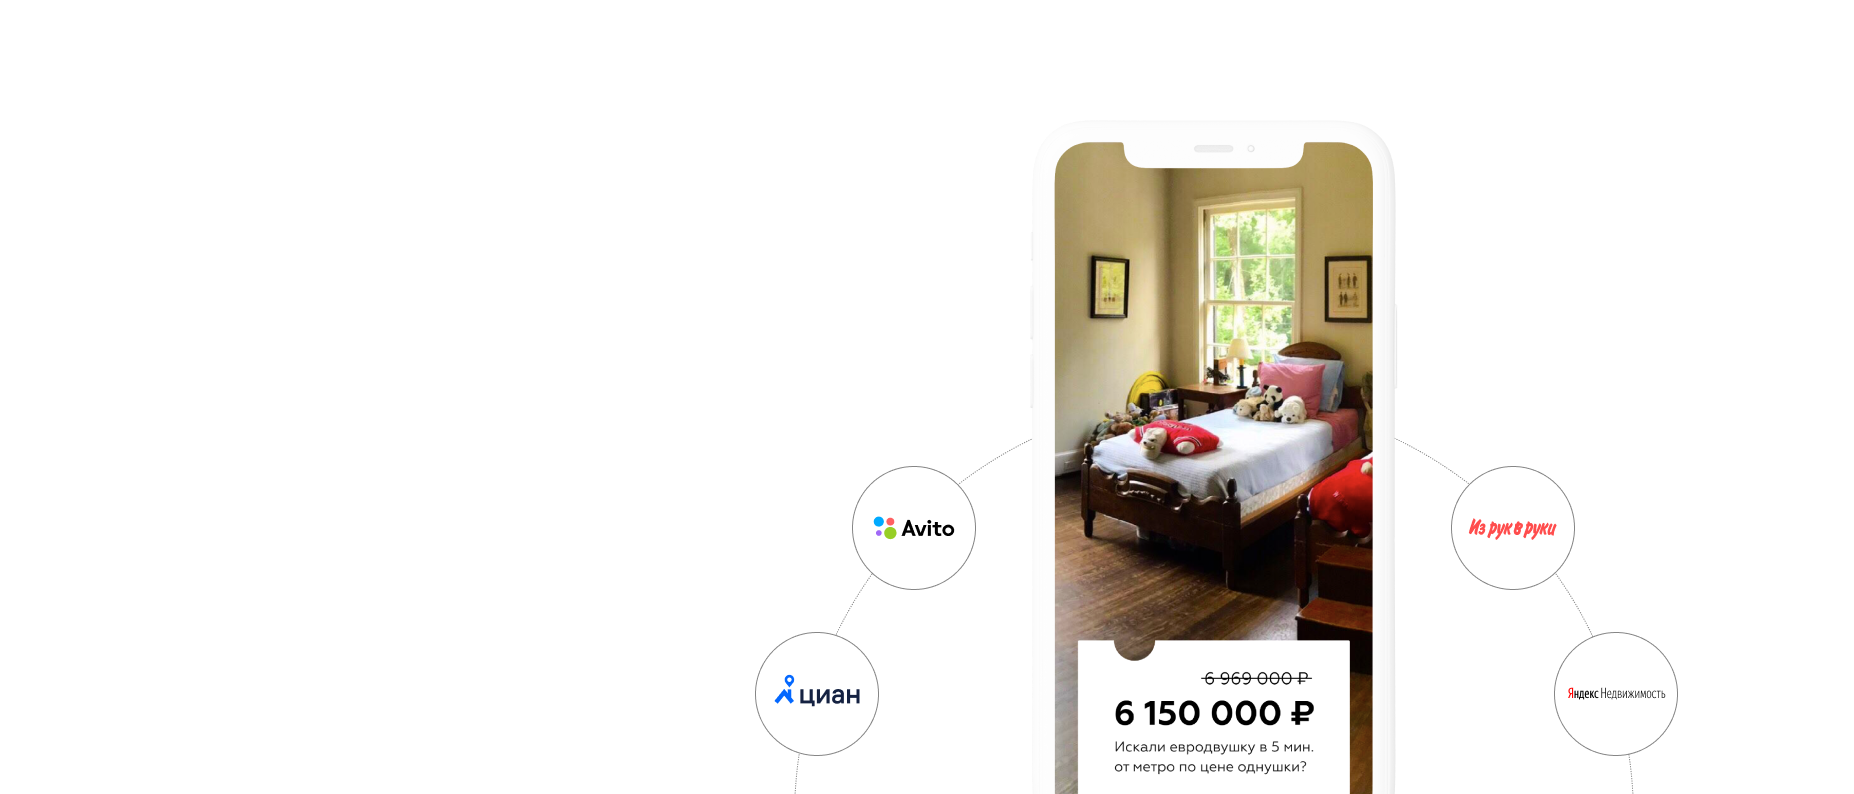 Avito
Из рук в руки
циан
Яндекс Недвижимость
6 969 000 ₽
6 150 000 ₽
Искали евродвушку в 5 мин.
от метро по цене однушки?